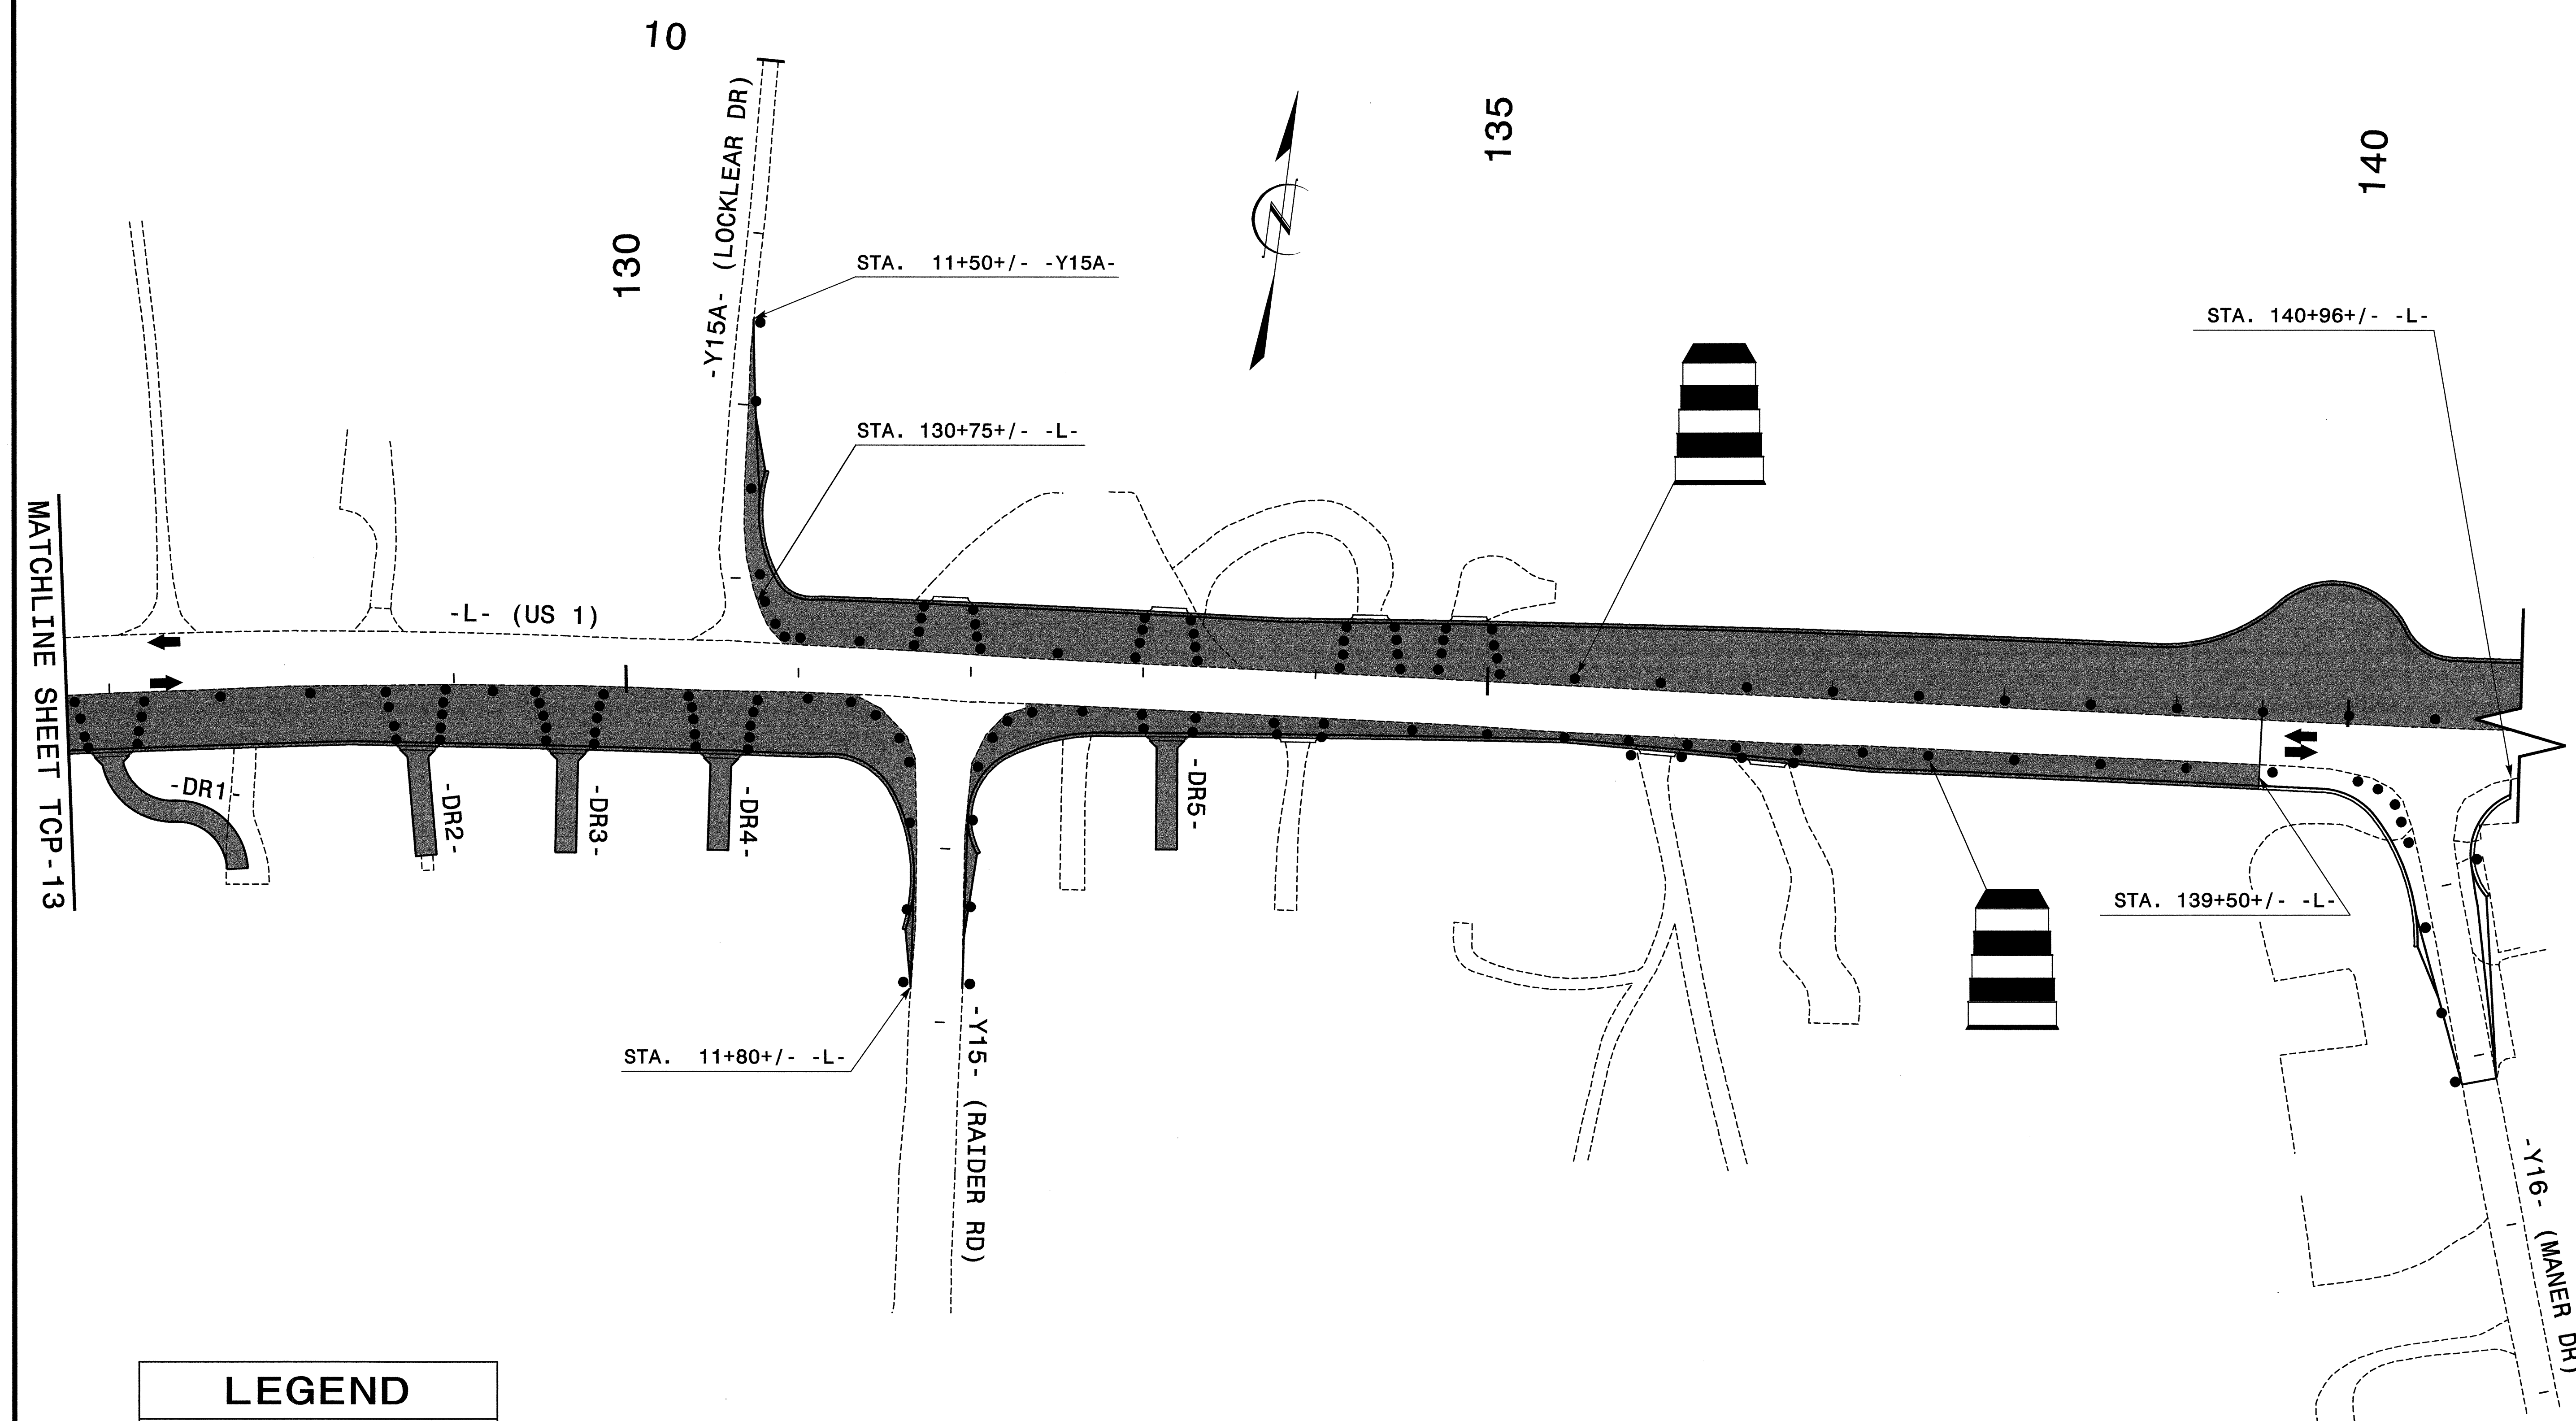 10
135
140
130
-Y15A- (LOCKLEAR DR)
STA. 11+50+/- -Y15A-
STA. 140+96+/- -L-
STA. 130+75+/- -L-
N
MATCHLINE SHEET TCP-13
-L- (US 1)
-DR1-
-DR2-
-DR3-
-DR4-
-DR5-
STA. 139+50+/- -L-
STA. 11+80+/- -L-
-Y15- (RAIDER RD)
-Y16- (MANER DR)
LEGEND